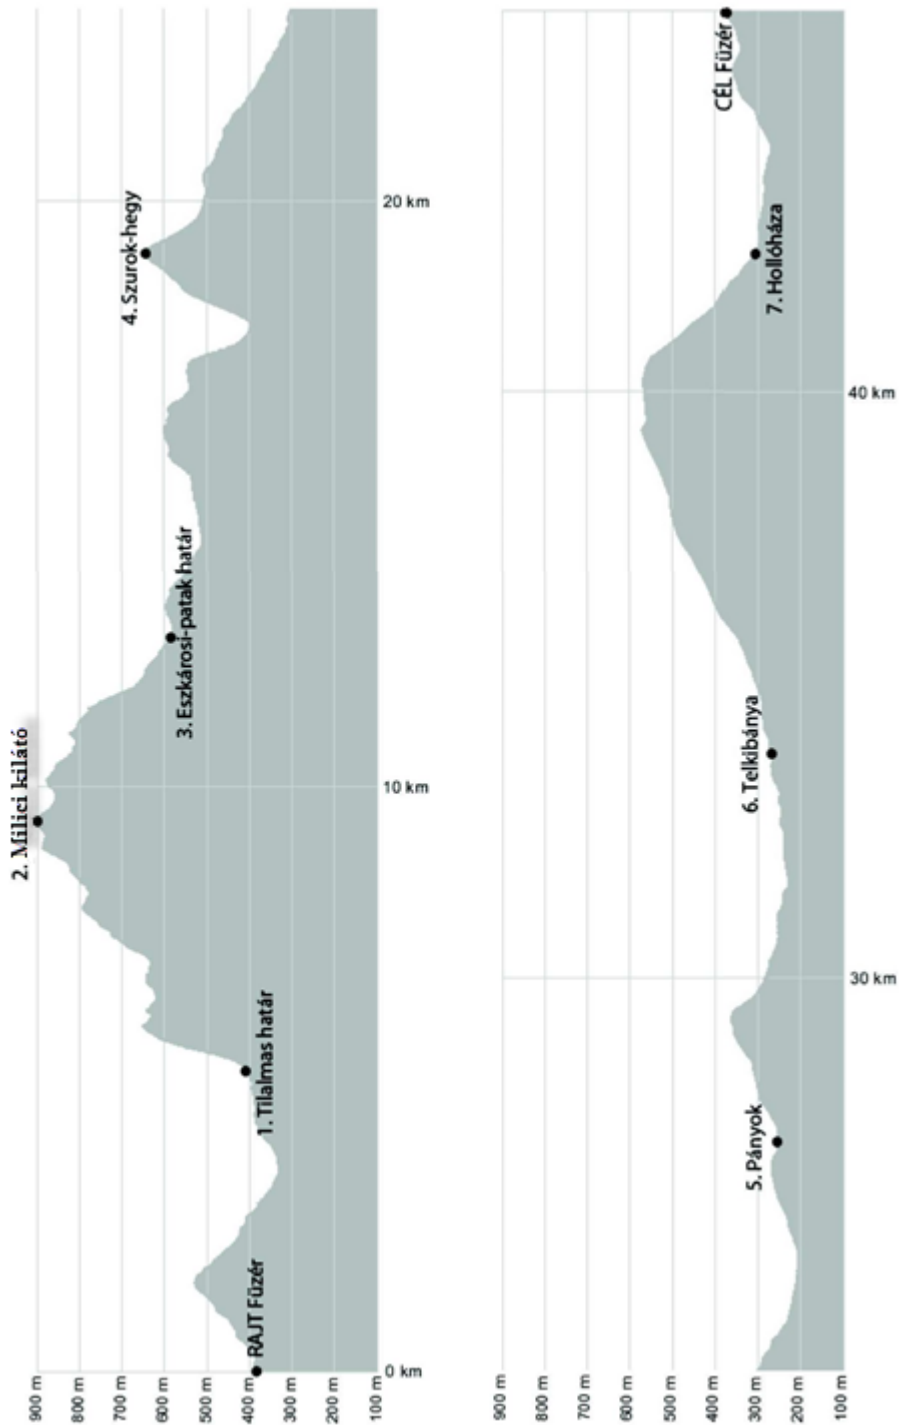 900 m
800 m
700 m
600 m
500 m
400 m
300 m
200 m
100 m
0 km
10 km
20 km
RAJT Füzér
1. Tilalmas határ
2. Milici kilátó
3. Eszkárosi-patak határ
4. Szurok-hegy
900 m
800 m
700 m
600 m
500 m
400 m
300 m
200 m
100 m
30 km
40 km
5. Pányok
6. Telkibánya
7. Hollóháza
CÉL Füzér